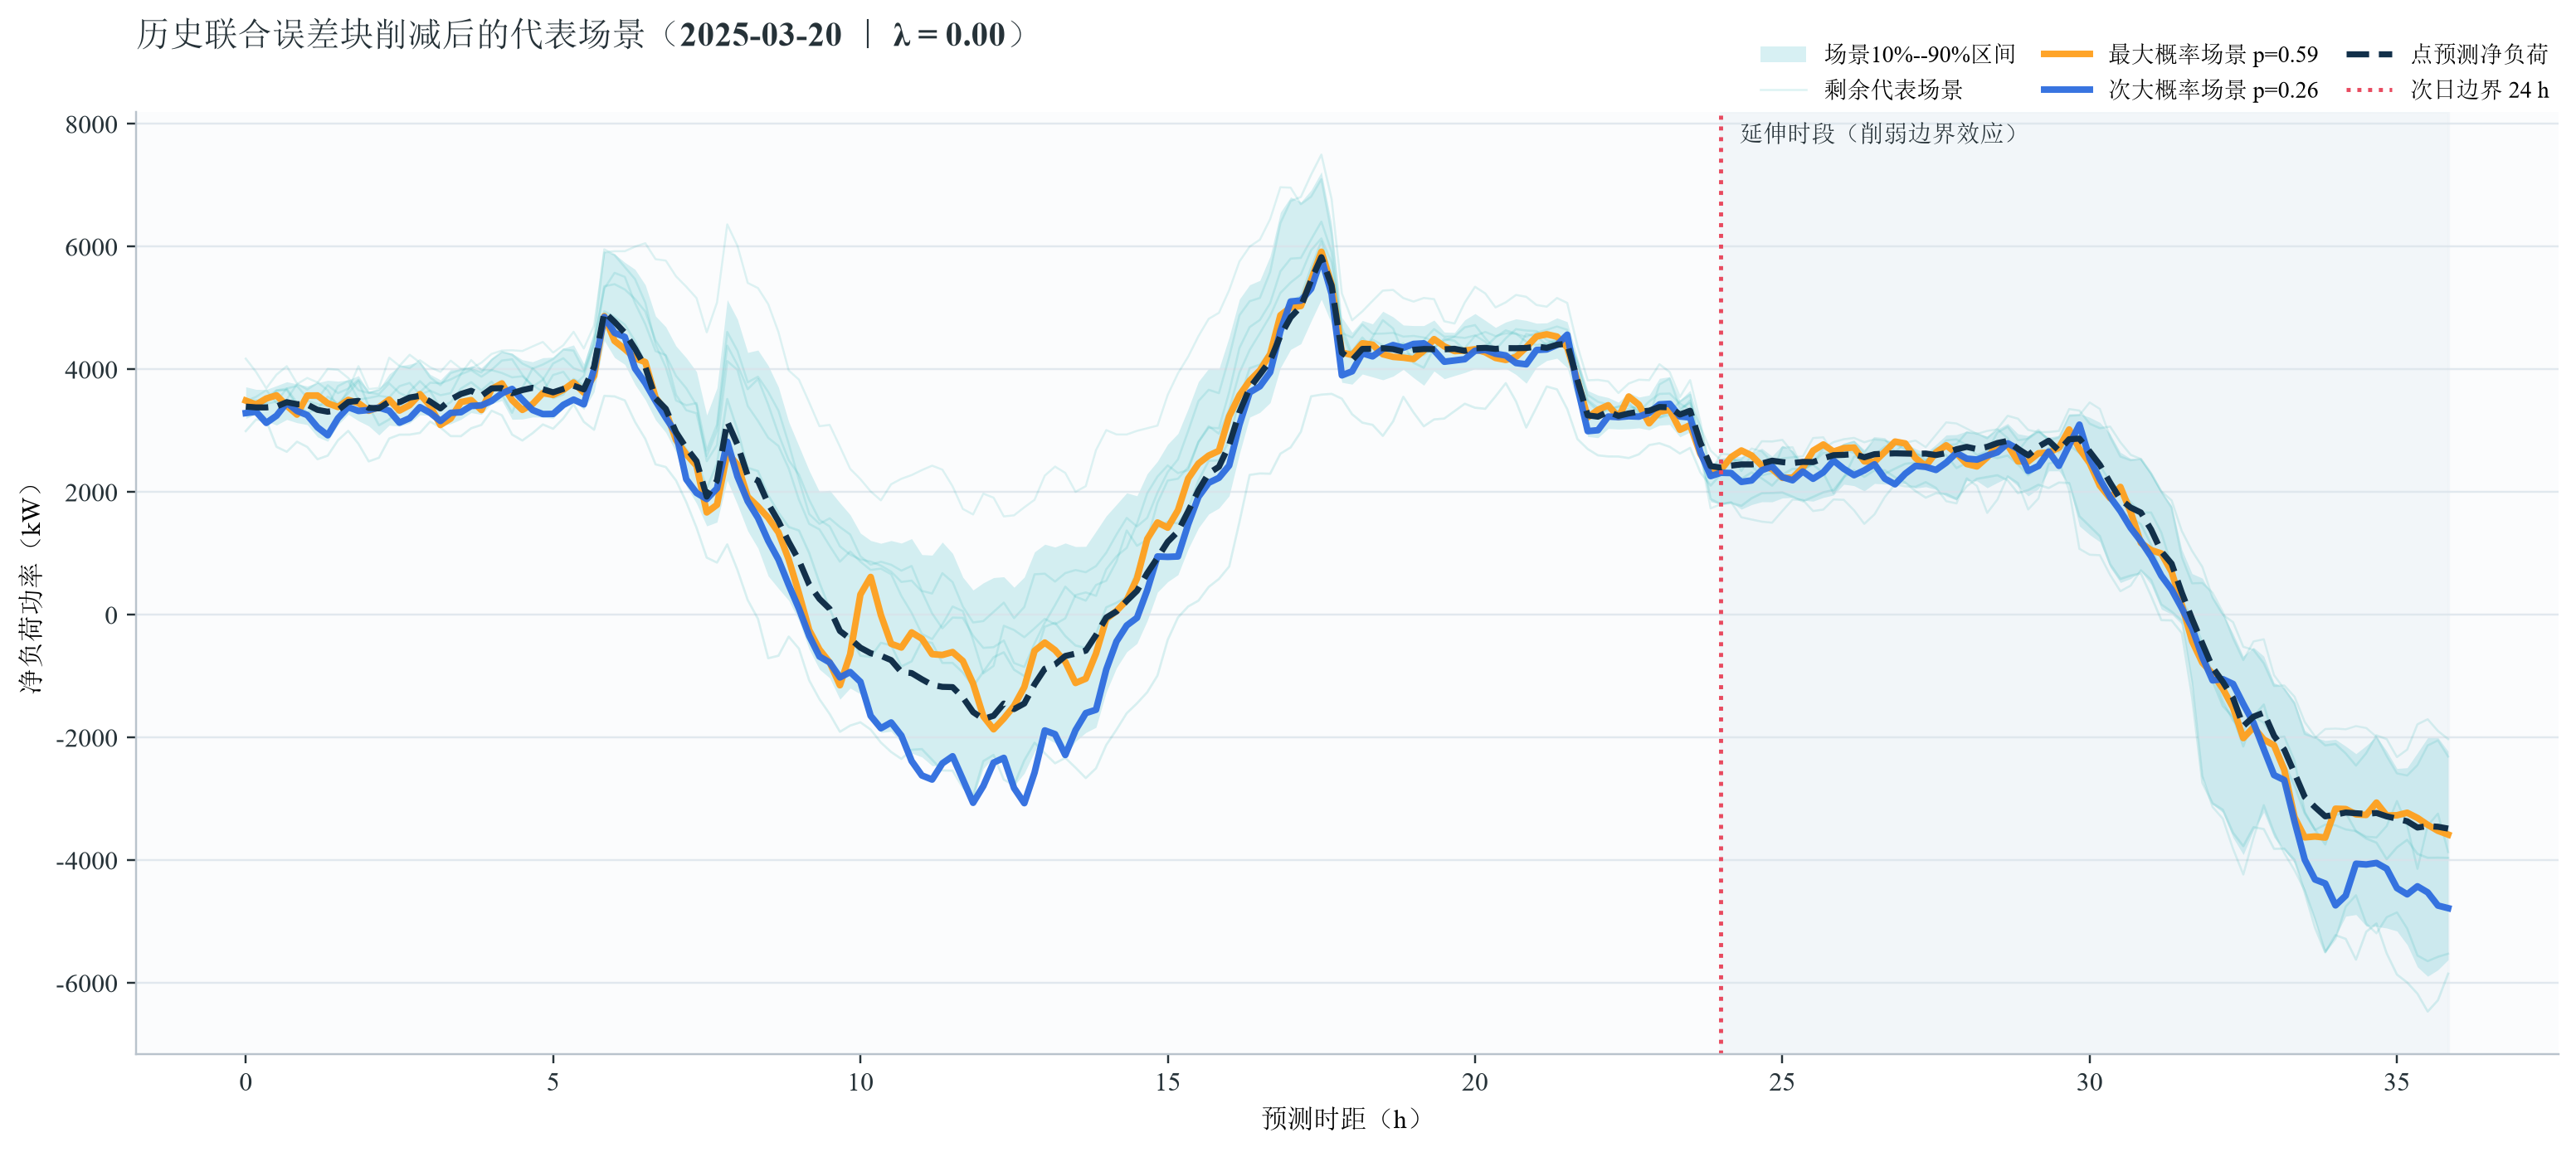 历史联合误差块削减后的代表场景（2025-03-20 ｜ λ = 0.00）
场景10%--90%区间
剩余代表场景
最大概率场景 p=0.59
次大概率场景 p=0.26
点预测净负荷
次日边界 24 h
延伸时段（削弱边界效应）
净负荷功率（kW）
8000
6000
4000
2000
0
-2000
-4000
-6000
0 5 10 15 20 25 30 35
预测时距（h）